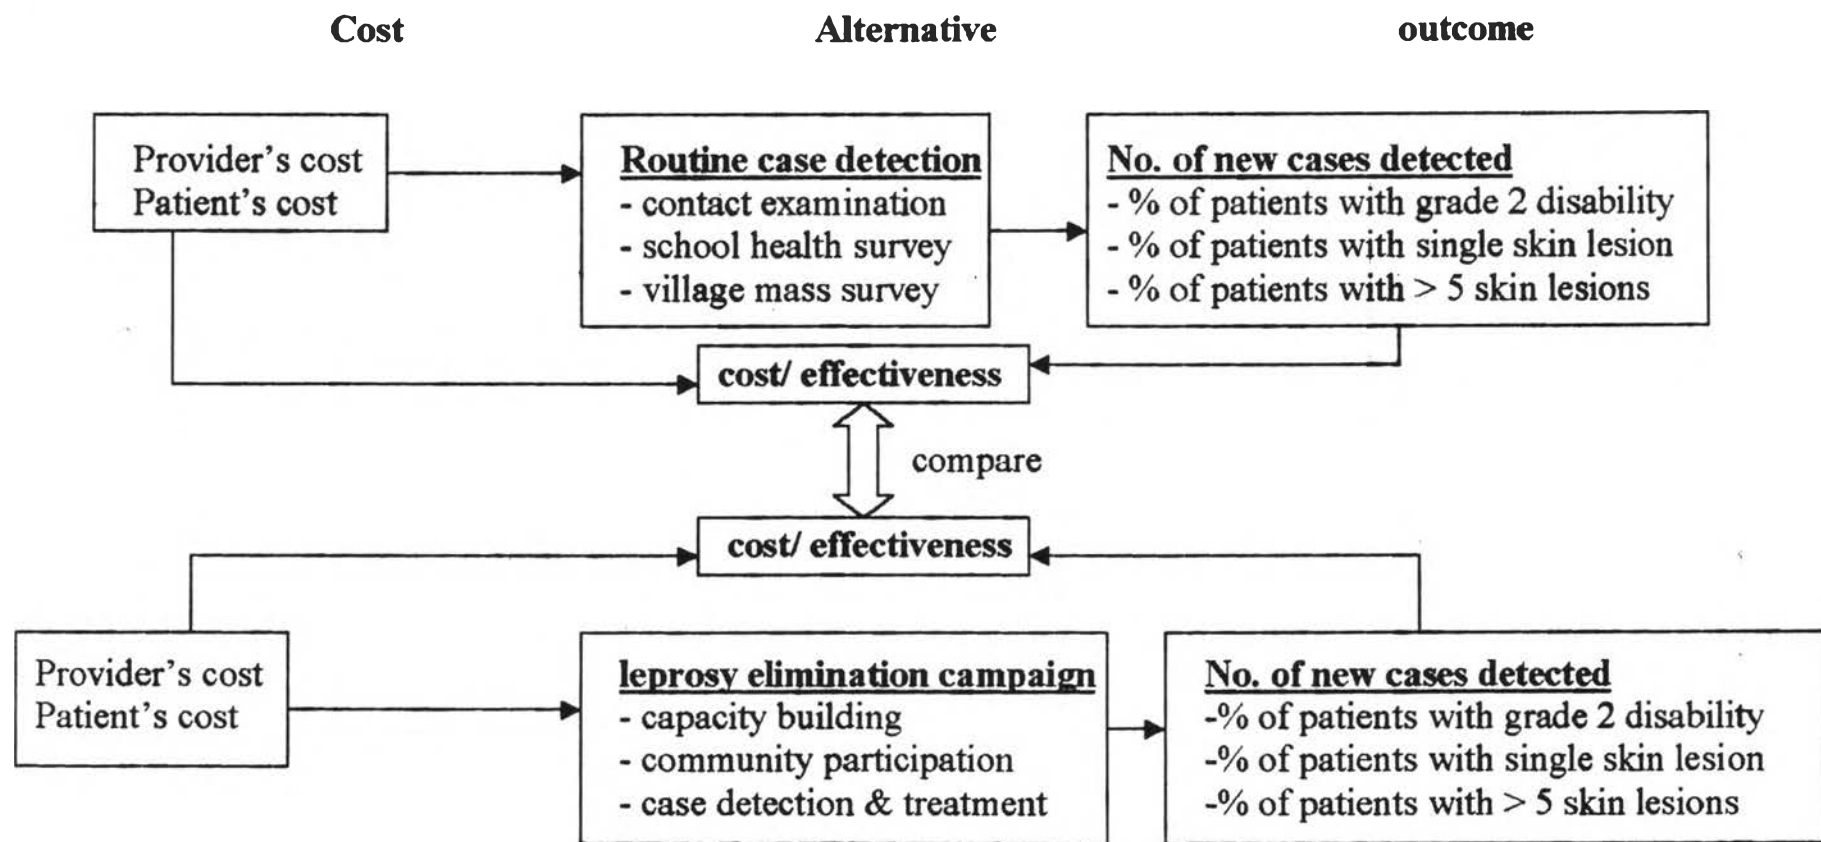 Cost Alternative outcome
Provider's cost
Patient's cost
Routine case detection
- contact examination
- school health survey
- village mass survey
No. of new cases detected
- % of patients with grade 2 disability
- % of patients with single skin lesion
- % of patients with > 5 skin lesions
cost/ effectiveness
compare
cost/ effectiveness
Provider's cost
Patient's cost
leprosy elimination campaign
- capacity building
- community participation
- case detection & treatment
No. of new cases detected
-% of patients with grade 2 disability
-% of patients with single skin lesion
-% of patients with > 5 skin lesions